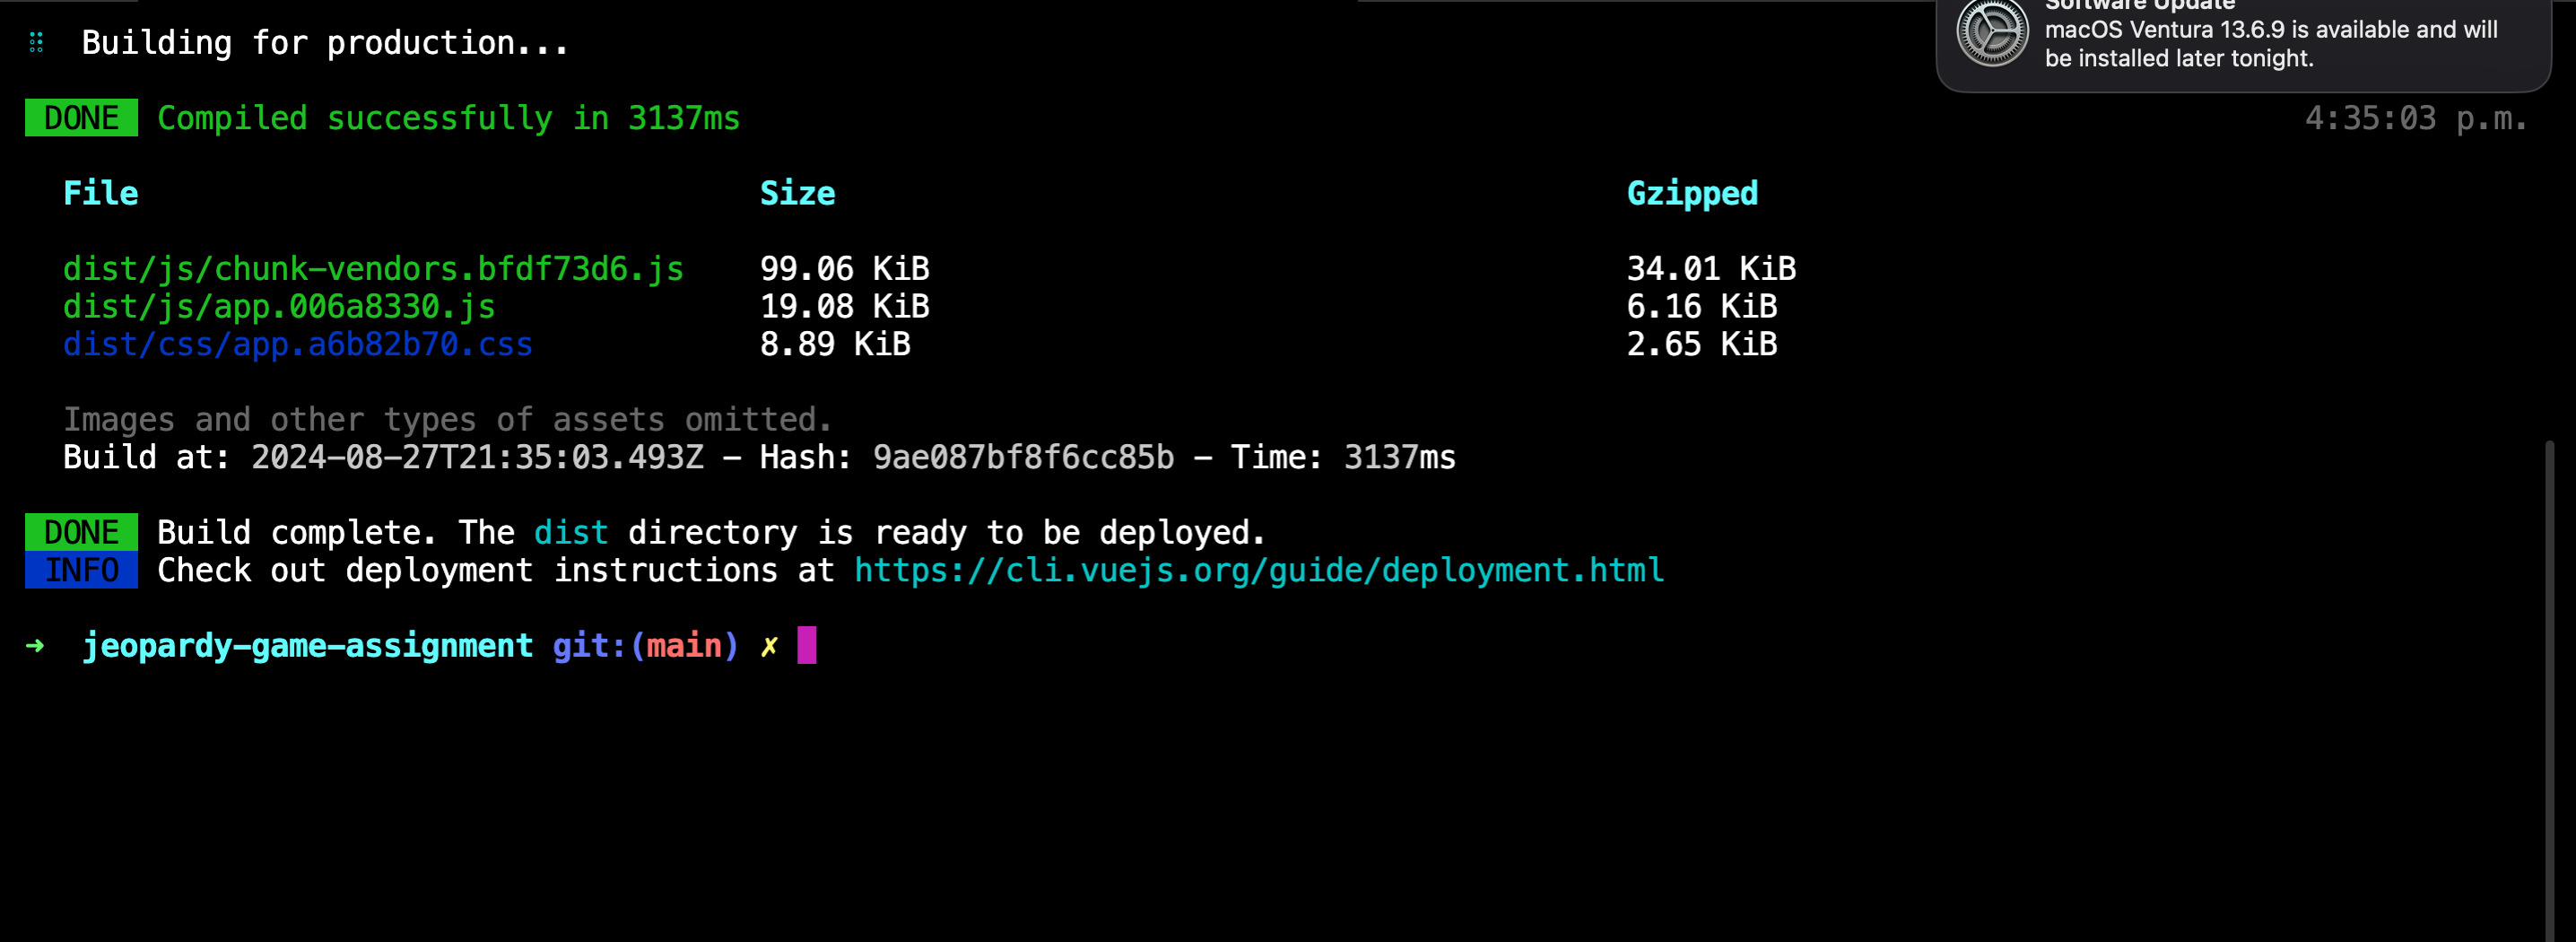 Software Update
macOS Ventura 13.6.9 is available and will
be installed later tonight.
Building for production...
DONE Compiled successfully in 3137ms 4:35:03 p.m.
File Size Gzipped
dist/js/chunk-vendors.bfdf73d6.js 99.06 KiB 34.01 KiB
dist/js/app.006a8330.js 19.08 KiB 6.16 KiB
dist/css/app.a6b82b70.css 8.89 KiB 2.65 KiB
Images and other types of assets omitted.
Build at: 2024-08-27T21:35:03.493Z - Hash: 9ae087bf8f6cc85b - Time: 3137ms
DONE Build complete. The dist directory is ready to be deployed.
INFO Check out deployment instructions at https://cli.vuejs.org/guide/deployment.html
➜ jeopardy-game-assignment git:(main) ✗